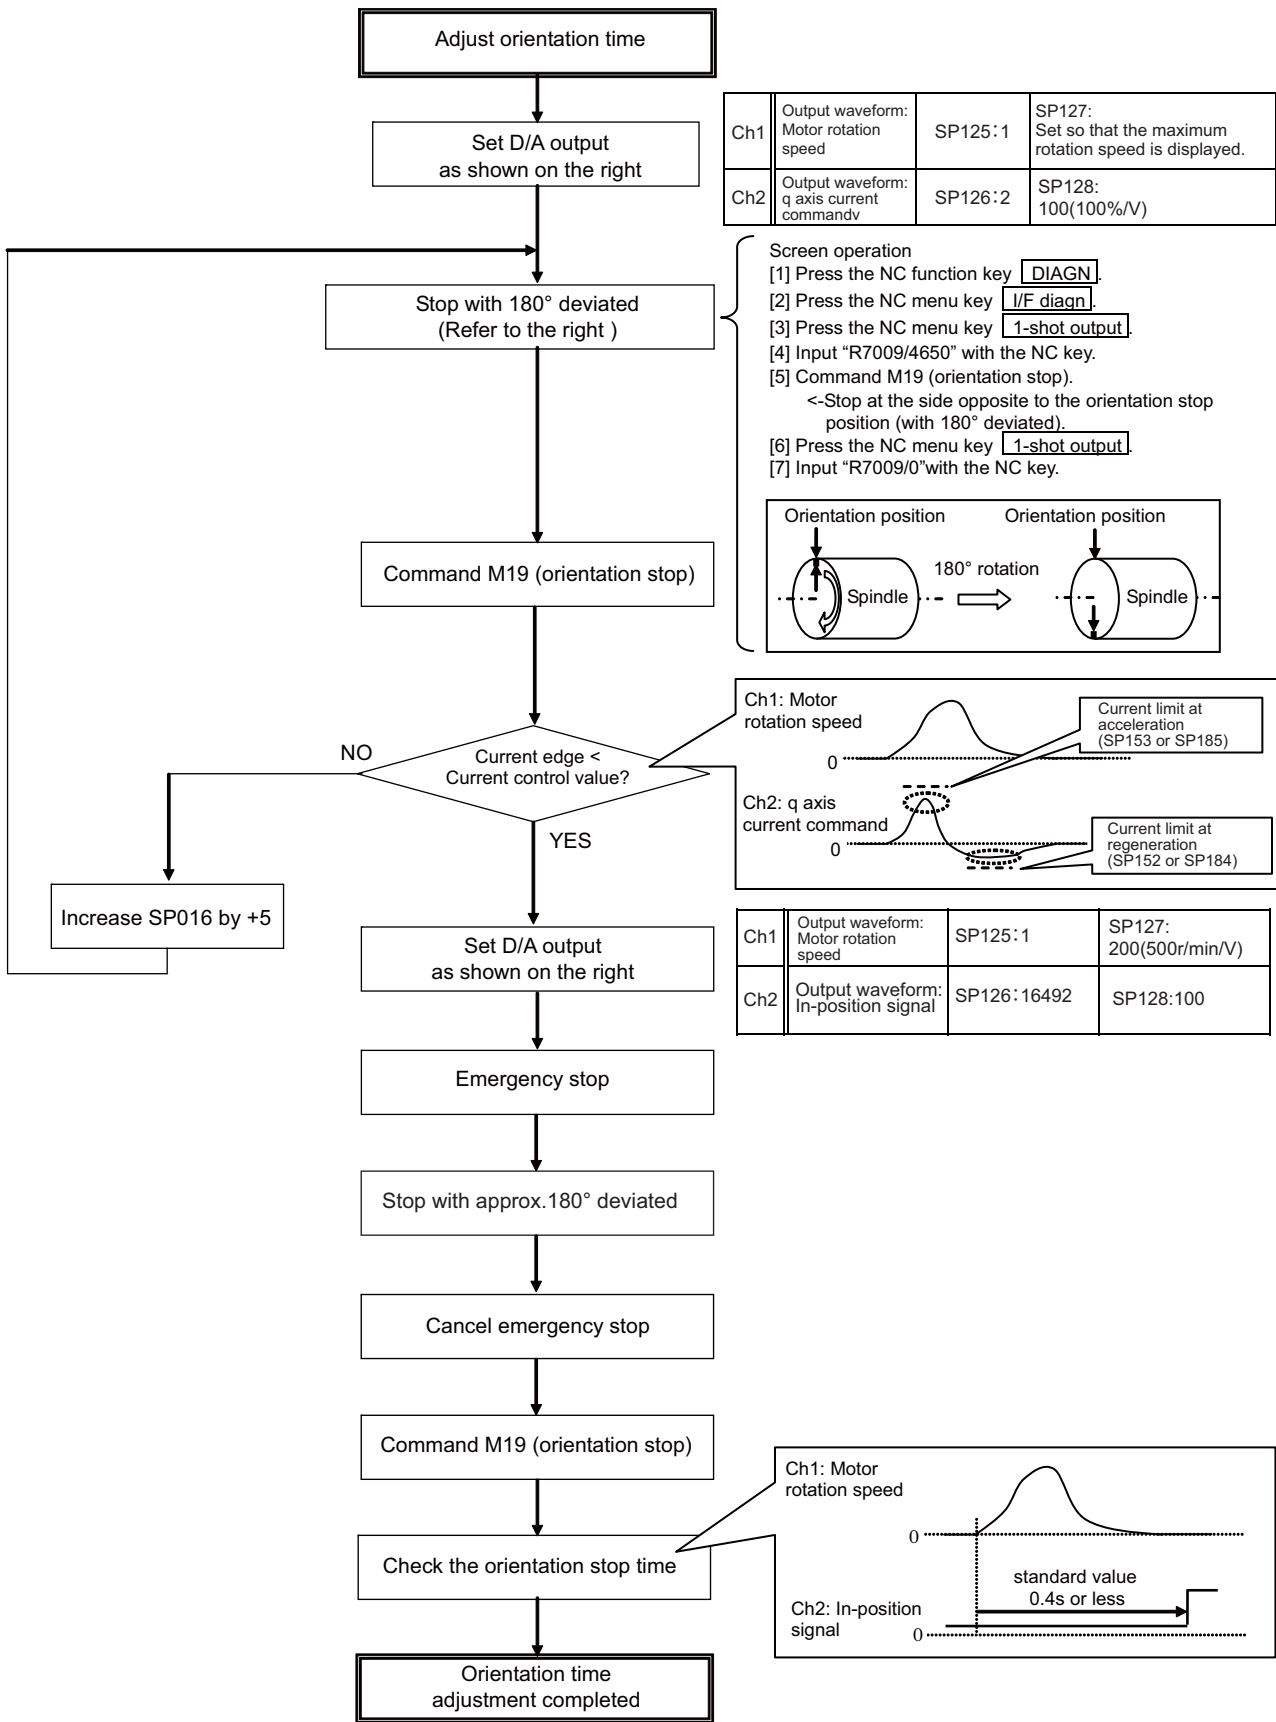 Adjust orientation time
Set D/A output
as shown on the right
Ch1
Output waveform:
Motor rotation
speed
SP125:1
SP127:
Set so that the maximum
rotation speed is displayed.
Ch2
Output waveform:
q axis current
commandv
SP126:2
SP128:
100(100%/V)
Stop with 180° deviated
(Refer to the right )
Screen operation
[1] Press the NC function key DIAGN.
[2] Press the NC menu key I/F diagn.
[3] Press the NC menu key 1-shot output.
[4] Input “R7009/4650” with the NC key.
[5] Command M19 (orientation stop).
<-Stop at the side opposite to the orientation stop
position (with 180° deviated).
[6] Press the NC menu key 1-shot output.
[7] Input “R7009/0”with the NC key.
Orientation position
Orientation position
180° rotation
Spindle
Spindle
Command M19 (orientation stop)
Current edge <
Current control value?
NO
YES
Ch1: Motor
rotation speed
0
Current limit at
acceleration
(SP153 or SP185)
Ch2: q axis
current command
0
Current limit at
regeneration
(SP152 or SP184)
Increase SP016 by +5
Set D/A output
as shown on the right
Ch1
Output waveform:
Motor rotation
speed
SP125:1
SP127:
200(500r/min/V)
Ch2
Output waveform:
In-position signal
SP126:16492
SP128:100
Emergency stop
Stop with approx.180° deviated
Cancel emergency stop
Command M19 (orientation stop)
Check the orientation stop time
Ch1: Motor
rotation speed
0
standard value
0.4s or less
Ch2: In-position
signal
0
Orientation time
adjustment completed